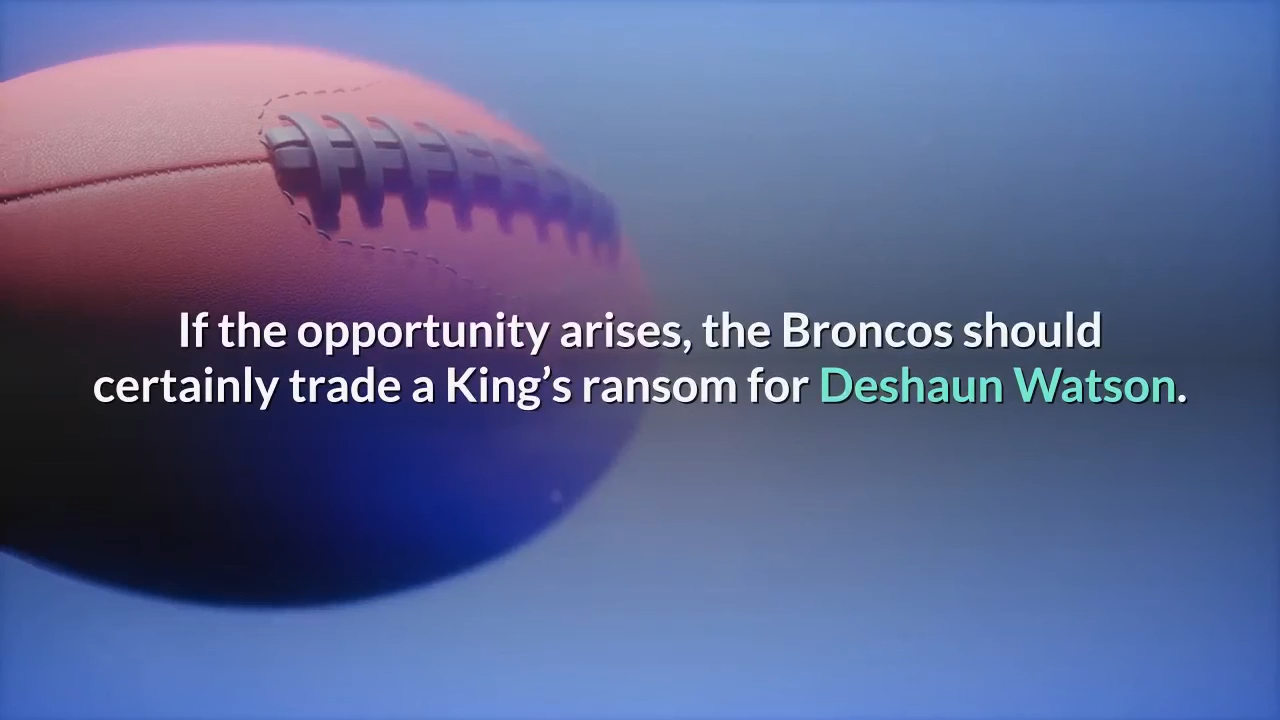 If the opportunity arises, the Broncos should
certainly trade a King’s ransom for Deshaun Watson.